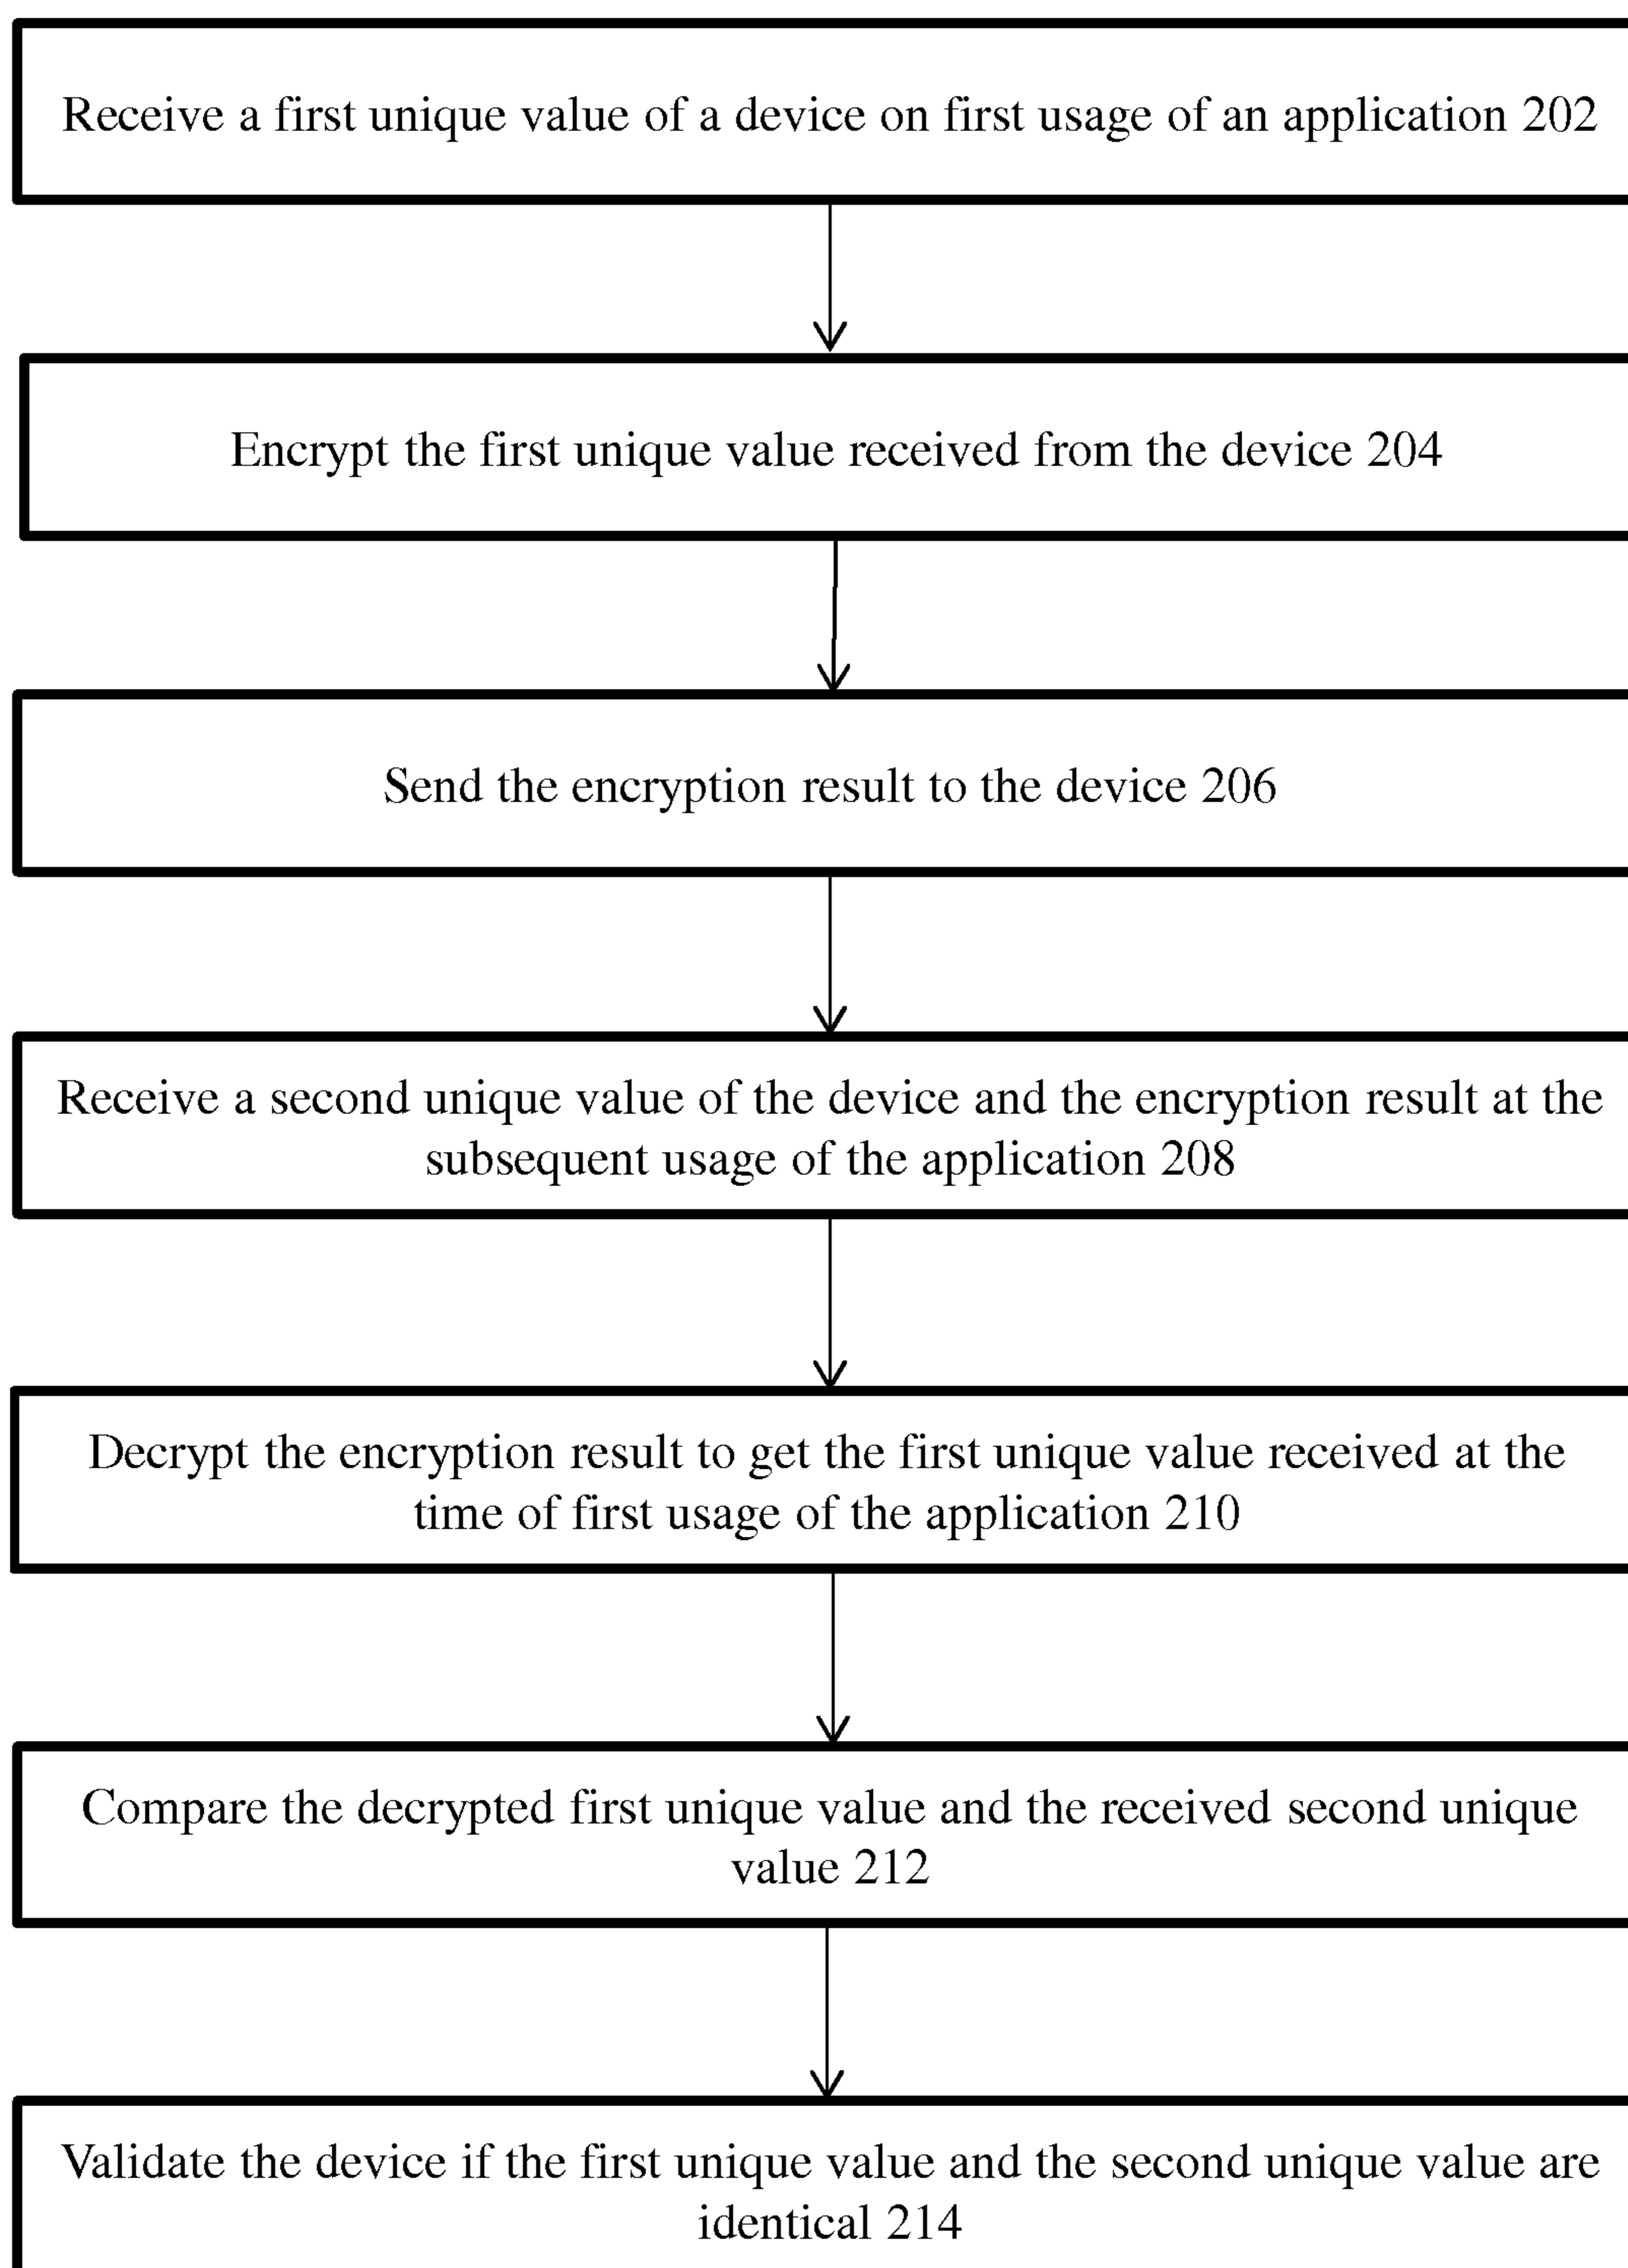 Receive a first unique value of a device on first usage of an application 202
Encrypt the first unique value received from the device 204
Send the encryption result to the device 206
Receive a second unique value of the device and the encryption result at the
subsequent usage of the application 208
Decrypt the encryption result to get the first unique value received at the
time of first usage of the application 210
Compare the decrypted first unique value and the received second unique
value 212
Validate the device if the first unique value and the second unique value are
identical 214